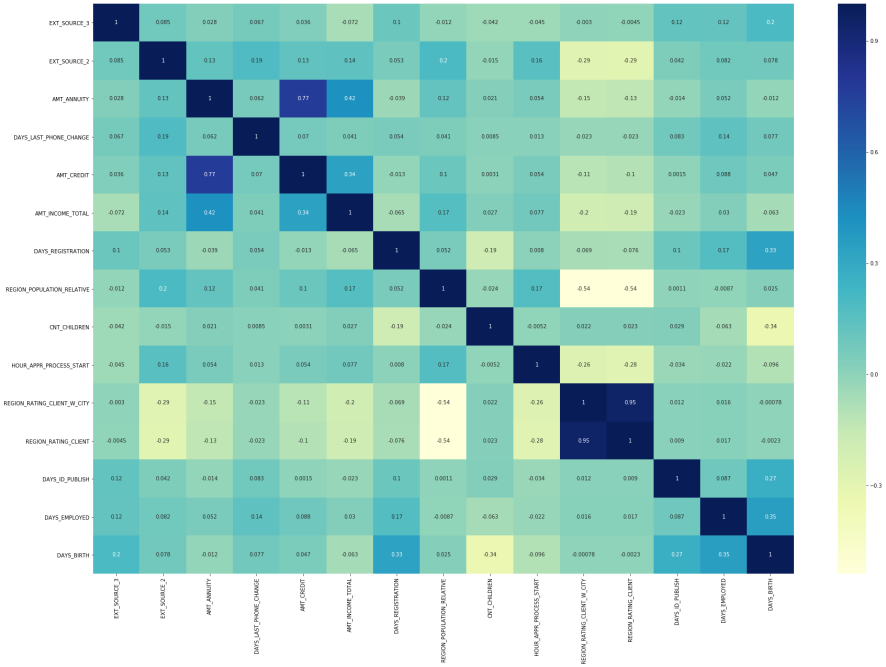 EXT_SOURCE_3 1 0.085 0.028 0.067 0.036 -0.072 0.1 -0.012 -0.042 -0.045 -0.003 -0.0045 0.12 0.12 0.2
EXT_SOURCE_2 0.085 1 0.13 0.19 0.13 0.14 0.053 0.2 -0.015 0.16 -0.29 -0.29 0.042 0.082 0.078
AMT_ANNUITY 0.028 0.13 1 0.062 0.77 0.42 -0.039 0.12 0.021 0.054 -0.15 -0.13 -0.014 0.052 -0.012
DAYS_LAST_PHONE_CHANGE 0.067 0.19 0.062 1 0.07 0.041 0.054 0.041 0.0085 0.013 -0.023 -0.023 0.083 0.14 0.077
AMT_CREDIT 0.036 0.13 0.77 0.07 1 0.34 -0.013 0.1 0.0031 0.054 -0.11 -0.1 0.0015 0.088 0.047
AMT_INCOME_TOTAL -0.072 0.14 0.42 0.041 0.34 1 -0.065 0.17 0.027 0.077 -0.2 -0.19 -0.023 0.03 -0.063
DAYS_REGISTRATION 0.1 0.053 -0.039 0.054 -0.013 -0.065 1 0.052 -0.19 0.008 -0.069 -0.076 0.1 0.17 0.33
REGION_POPULATION_RELATIVE -0.012 0.2 0.12 0.041 0.1 0.17 0.052 1 -0.024 0.17 -0.54 -0.54 0.0011 -0.0087 0.025
CNT_CHILDREN -0.042 -0.015 0.021 0.0085 0.0031 0.027 -0.19 -0.024 1 -0.0052 0.022 0.023 0.029 -0.063 -0.34
HOUR_APPR_PROCESS_START -0.045 0.16 0.054 0.013 0.054 0.077 0.008 0.17 -0.0052 1 -0.26 -0.28 -0.034 -0.022 -0.096
REGION_RATING_CLIENT_W_CITY -0.003 -0.29 -0.15 -0.023 -0.11 -0.2 -0.069 -0.54 0.022 -0.26 1 0.95 0.012 0.016 -0.00078
REGION_RATING_CLIENT -0.0045 -0.29 -0.13 -0.023 -0.1 -0.19 -0.076 -0.54 0.023 -0.28 0.95 1 0.009 0.017 -0.0023
DAYS_ID_PUBLISH 0.12 0.042 -0.014 0.083 0.0015 -0.023 0.1 0.0011 0.029 -0.034 0.012 0.009 1 0.087 0.27
DAYS_EMPLOYED 0.12 0.082 0.052 0.14 0.088 0.03 0.17 -0.0087 -0.063 -0.022 0.016 0.017 0.087 1 0.35
DAYS_BIRTH 0.2 0.078 -0.012 0.077 0.047 -0.063 0.33 0.025 -0.34 -0.096 -0.00078 -0.0023 0.27 0.35 1
EXT_SOURCE_3
EXT_SOURCE_2
AMT_ANNUITY
DAYS_LAST_PHONE_CHANGE
AMT_CREDIT
AMT_INCOME_TOTAL
DAYS_REGISTRATION
REGION_POPULATION_RELATIVE
CNT_CHILDREN
HOUR_APPR_PROCESS_START
REGION_RATING_CLIENT_W_CITY
REGION_RATING_CLIENT
DAYS_ID_PUBLISH
DAYS_EMPLOYED
DAYS_BIRTH
0.9
0.6
0.3
0.0
-0.3